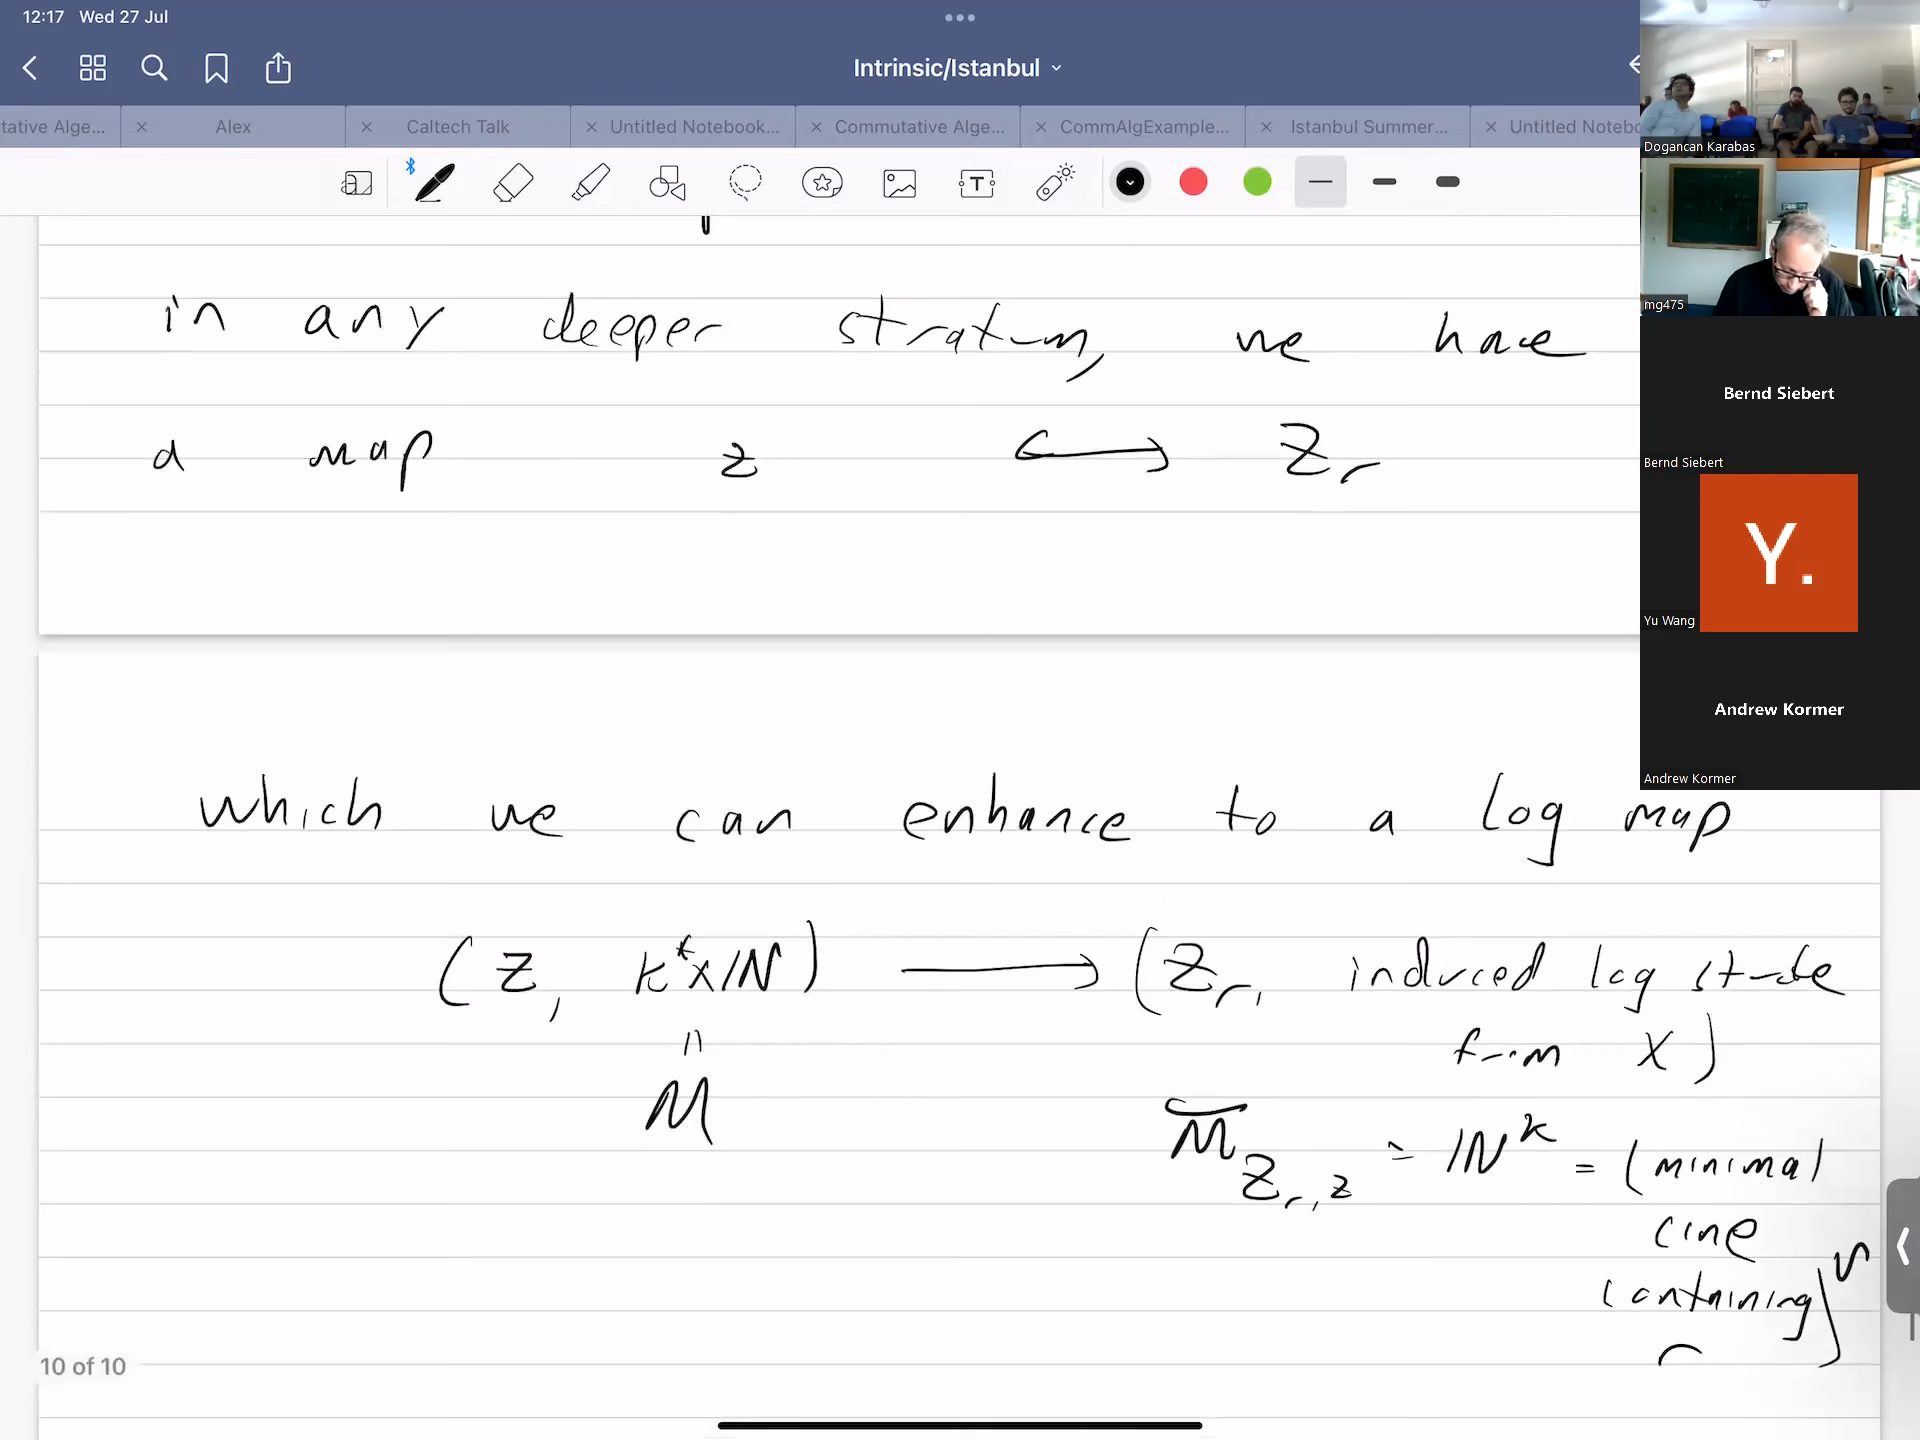 12:17 Wed 27 Jul
Intrinsic/Istanbul
tative Alge...
Alex
Caltech Talk
Untitled Notebook...
Commutative Alge...
CommAlgExample...
Istanbul Summer...
Untitled Notebo
Dogancan Karabas
mg475
Bernd Siebert
Bernd Siebert
Y.
Yu Wang
Andrew Kormer
Andrew Kormer
in any deeper stratum, we have
a map z ↪ Z_r
which we can enhance to a log map
(z, k^* x ℕ) → (Z_r, induced log str
from X)
= M
M̅_{Z_r, z} = ℕ^k = (minimal
cone
containing
r)^∨
10 of 10